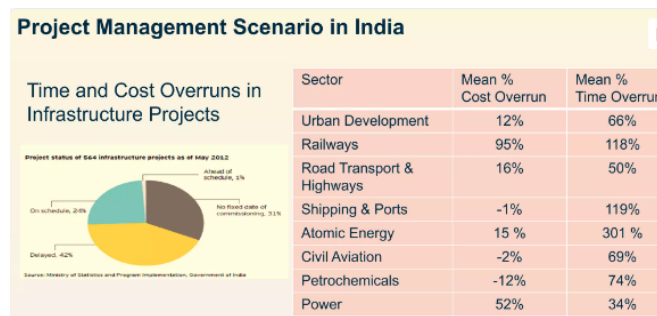 Project Management Scenario in India
Time and Cost Overruns in
Infrastructure Projects
Project status of 564 infrastructure projects as of May 2012
Ahead of
schedule, 1%
On schedule, 24%
No fixed date of
commissioning, 31%
Delayed, 42%
Source: Ministry of Statistics and Program Implementation, Government of India
Sector Mean % Mean %
Cost Overrun Time Overrun
Urban Development 12% 66%
Railways 95% 118%
Road Transport & 16% 50%
Highways
Shipping & Ports -1% 119%
Atomic Energy 15 % 301 %
Civil Aviation -2% 69%
Petrochemicals -12% 74%
Power 52% 34%